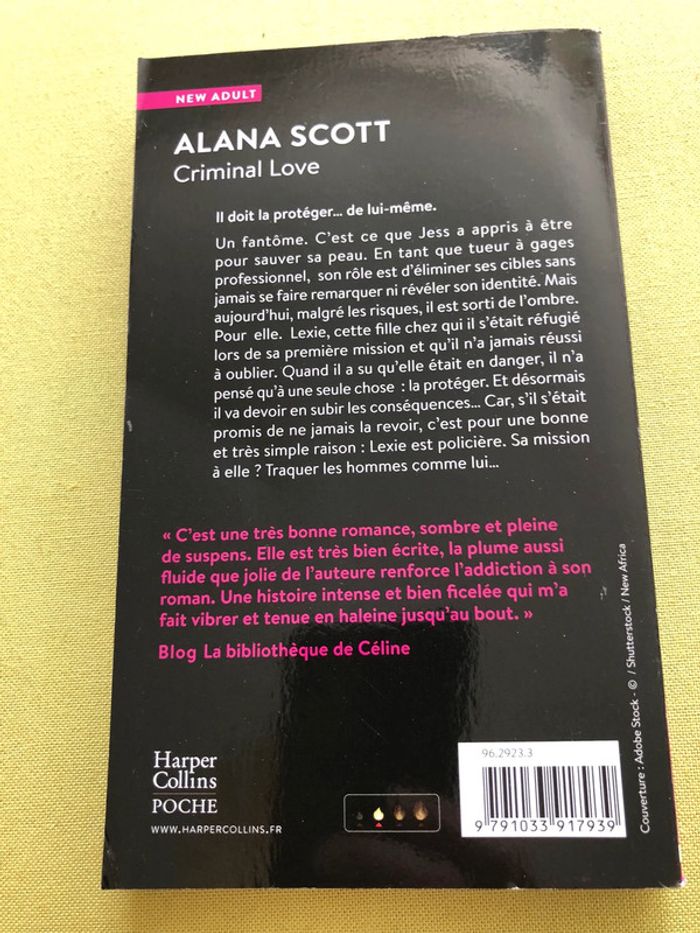 NEW ADULT
ALANA SCOTT
Criminal Love
Il doit la protéger... de lui-même.
Un fantôme. C'est ce que Jess a appris à être
pour sauver sa peau. En tant que tueur à gages
professionnel, son rôle est d'éliminer ses cibles sans
jamais se faire remarquer ni révéler son identité. Mais
aujourd'hui, malgré les risques, il est sorti de l'ombre.
Pour elle. Lexie, cette fille chez qui il s'était réfugié
lors de sa première mission et qu'il n'a jamais réussi
à oublier. Quand il a su qu'elle était en danger, il n'a
pensé qu'à une seule chose : la protéger. Et désormais
il va devoir en subir les conséquences... Car, s'il s'était
promis de ne jamais la revoir, c'est pour une bonne
et très simple raison : Lexie est policière. Sa mission
à elle ? Traquer les hommes comme lui...
« C'est une très bonne romance, sombre et pleine
de suspens. Elle est très bien écrite, la plume aussi
fluide que jolie de l'auteure renforce l'addiction à son
roman. Une histoire intense et bien ficelée qui m'a
fait vibrer et tenue en haleine jusqu'au bout. »
Blog La bibliothèque de Céline
Harper
Collins
POCHE
WWW.HARPERCOLLINS.FR
96.2923.3
9 791033 917939
Couverture : Adobe Stock - © / Shutterstock / New Africa